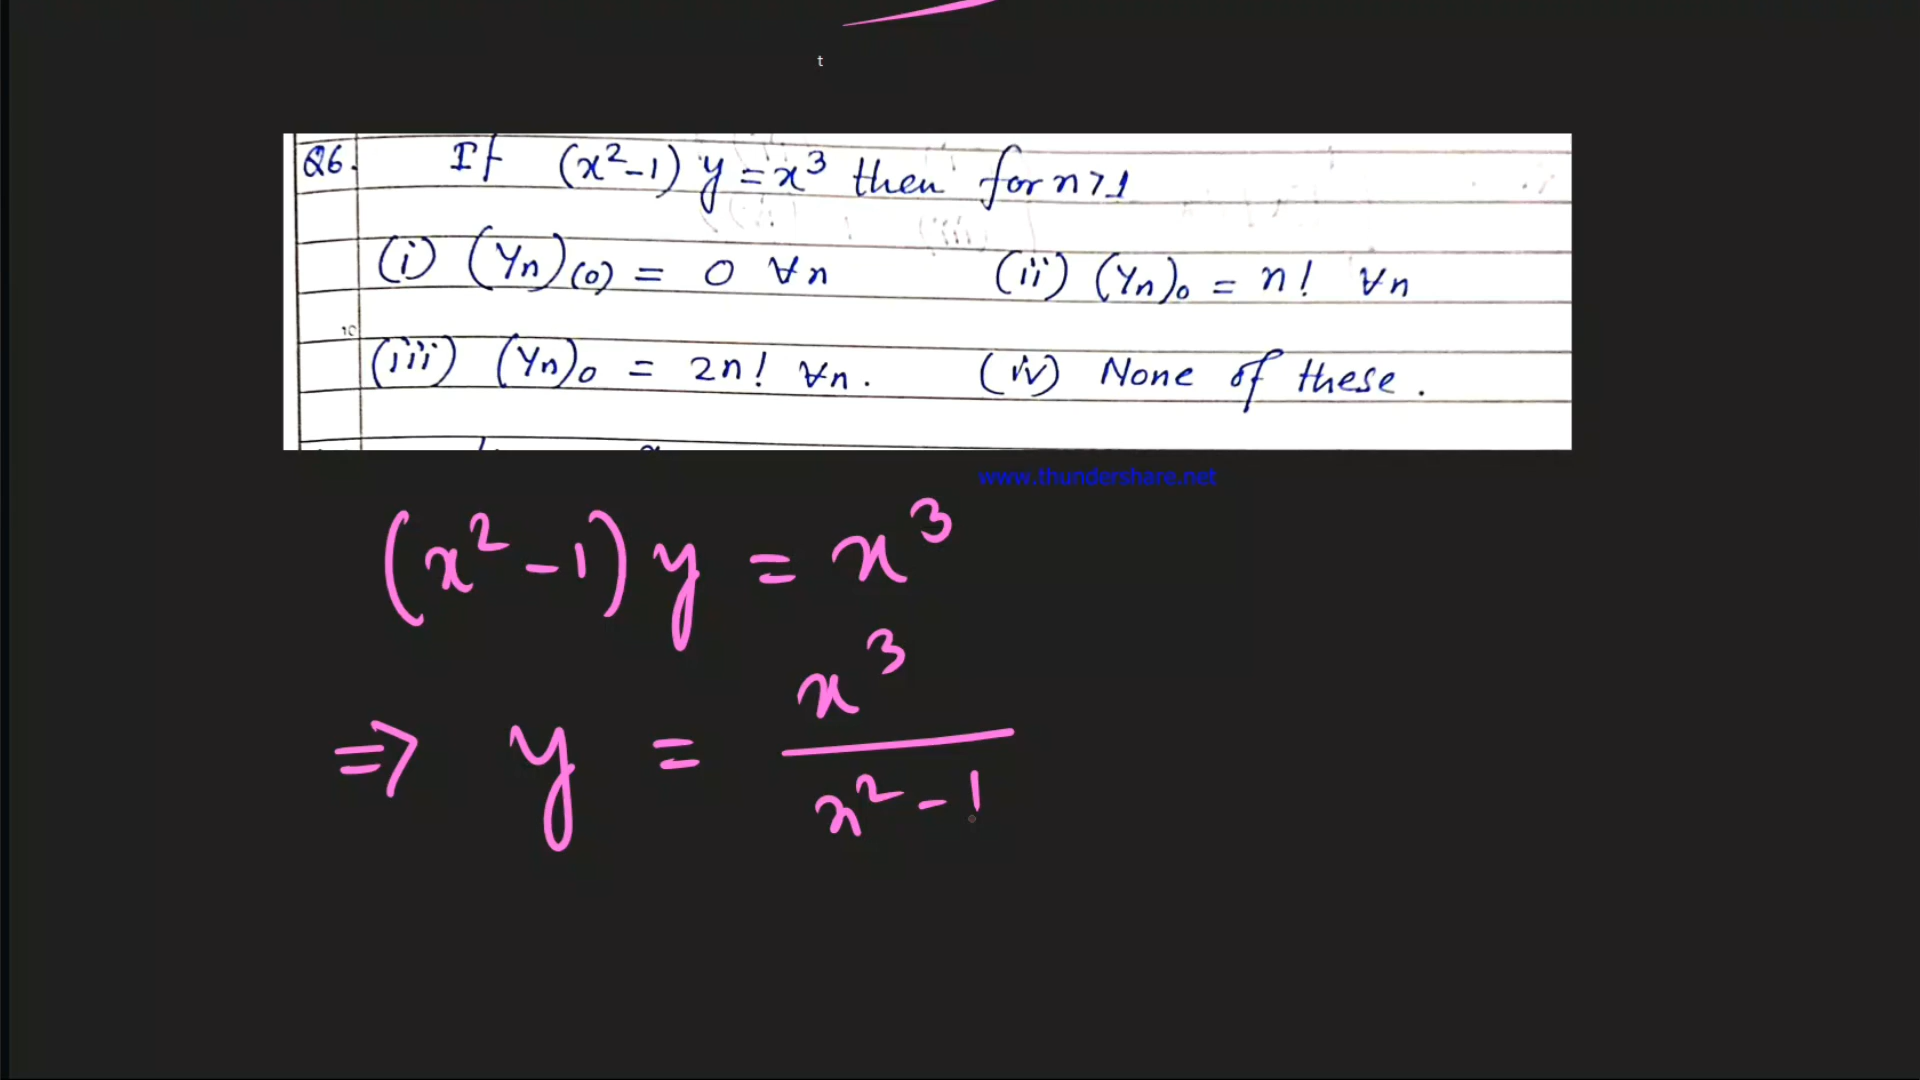 t
Q6. If (x²-1) y = x³ then for n>1
(i) (Yn)(0) = 0 ∀n (ii) (Yn)₀ = n! ∀n
10
(iii) (Yn)₀ = 2n! ∀n. (iv) None of these.
www.thundershare.net
(x²-1) y = x³
⇒ y = x³ / x²-1